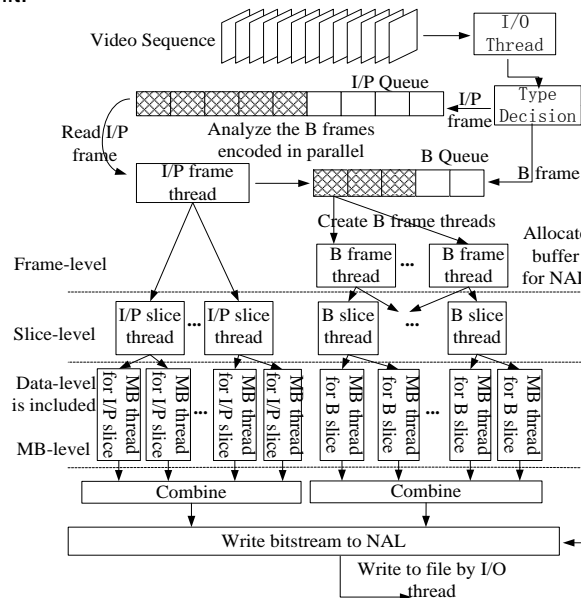 Video Sequence
I/O
Thread
I/P Queue
I/P
frame
Type
Decision
Read I/P
frame
Analyze the B frames
encoded in parallel
B Queue
B frame
I/P frame
thread
Create B frame threads
Allocate
buffer
for NAL
Frame-level
B frame
thread
...
B frame
thread
Slice-level
I/P slice
thread
...
I/P slice
thread
B slice
thread
...
B slice
thread
Data-level
is included
MB-level
MB thread
for I/P slice
MB thread
for I/P slice
...
MB thread
for I/P slice
MB thread
for I/P slice
MB thread
for B slice
MB thread
for B slice
...
MB thread
for B slice
MB thread
for B slice
Combine
Combine
Write bitstream to NAL
Write to file by I/O
thread